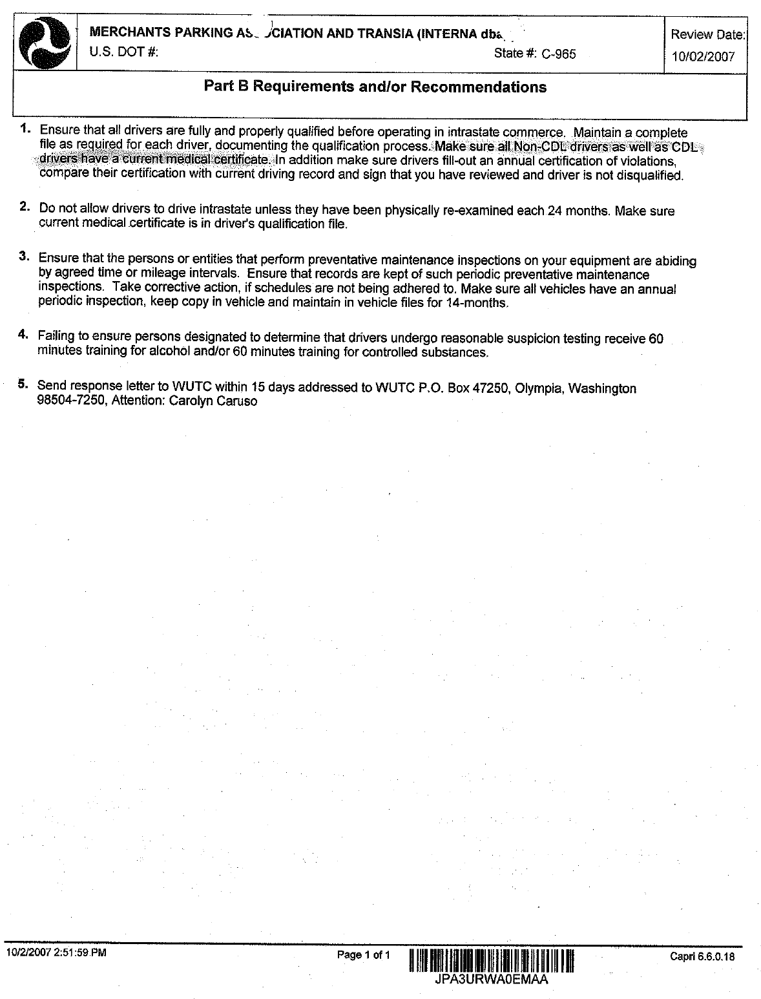 MERCHANTS PARKING AS CIATION AND TRANSIA (INTERNA dba
U.S. DOT #:
State #: C-965
Review Date:
10/02/2007
Part B Requirements and/or Recommendations
1. Ensure that all drivers are fully and properly qualified before operating in intrastate commerce. Maintain a complete
file as required for each driver, documenting the qualification process. Make sure all Non-CDL drivers as well as CDL
drivers have a current medical certificate. In addition make sure drivers fill-out an annual certification of violations,
compare their certification with current driving record and sign that you have reviewed and driver is not disqualified.
2. Do not allow drivers to drive intrastate unless they have been physically re-examined each 24 months. Make sure
current medical certificate is in driver's qualification file.
3. Ensure that the persons or entities that perform preventative maintenance inspections on your equipment are abiding
by agreed time or mileage intervals. Ensure that records are kept of such periodic preventative maintenance
inspections. Take corrective action, if schedules are not being adhered to. Make sure all vehicles have an annual
periodic inspection, keep copy in vehicle and maintain in vehicle files for 14-months.
4. Failing to ensure persons designated to determine that drivers undergo reasonable suspicion testing receive 60
minutes training for alcohol and/or 60 minutes training for controlled substances.
5. Send response letter to WUTC within 15 days addressed to WUTC P.O. Box 47250, Olympia, Washington
98504-7250, Attention: Carolyn Caruso
10/2/2007 2:51:59 PM
Page 1 of 1
Capri 6.6.0.18
JPA3URWA0EMAA